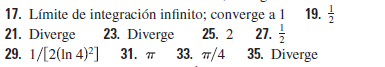 17. Límite de integración infinito; converge a 1 19. 1/2
21. Diverge 23. Diverge 25. 2 27. 1/2
29. 1/[2(ln 4)²] 31. π 33. π/4 35. Diverge